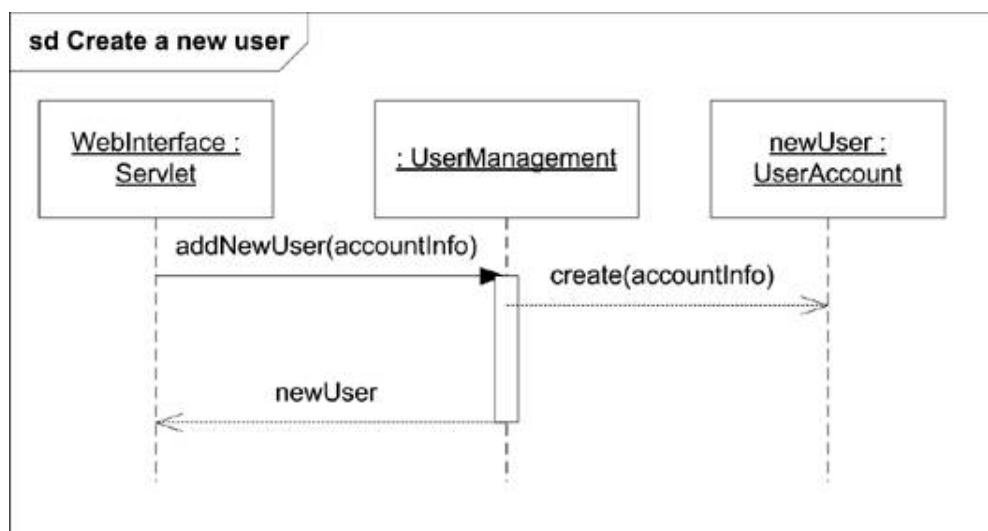 sd Create a new user
WebInterface :
Servlet
: UserManagement
newUser :
UserAccount
addNewUser(accountInfo)
create(accountInfo)
newUser